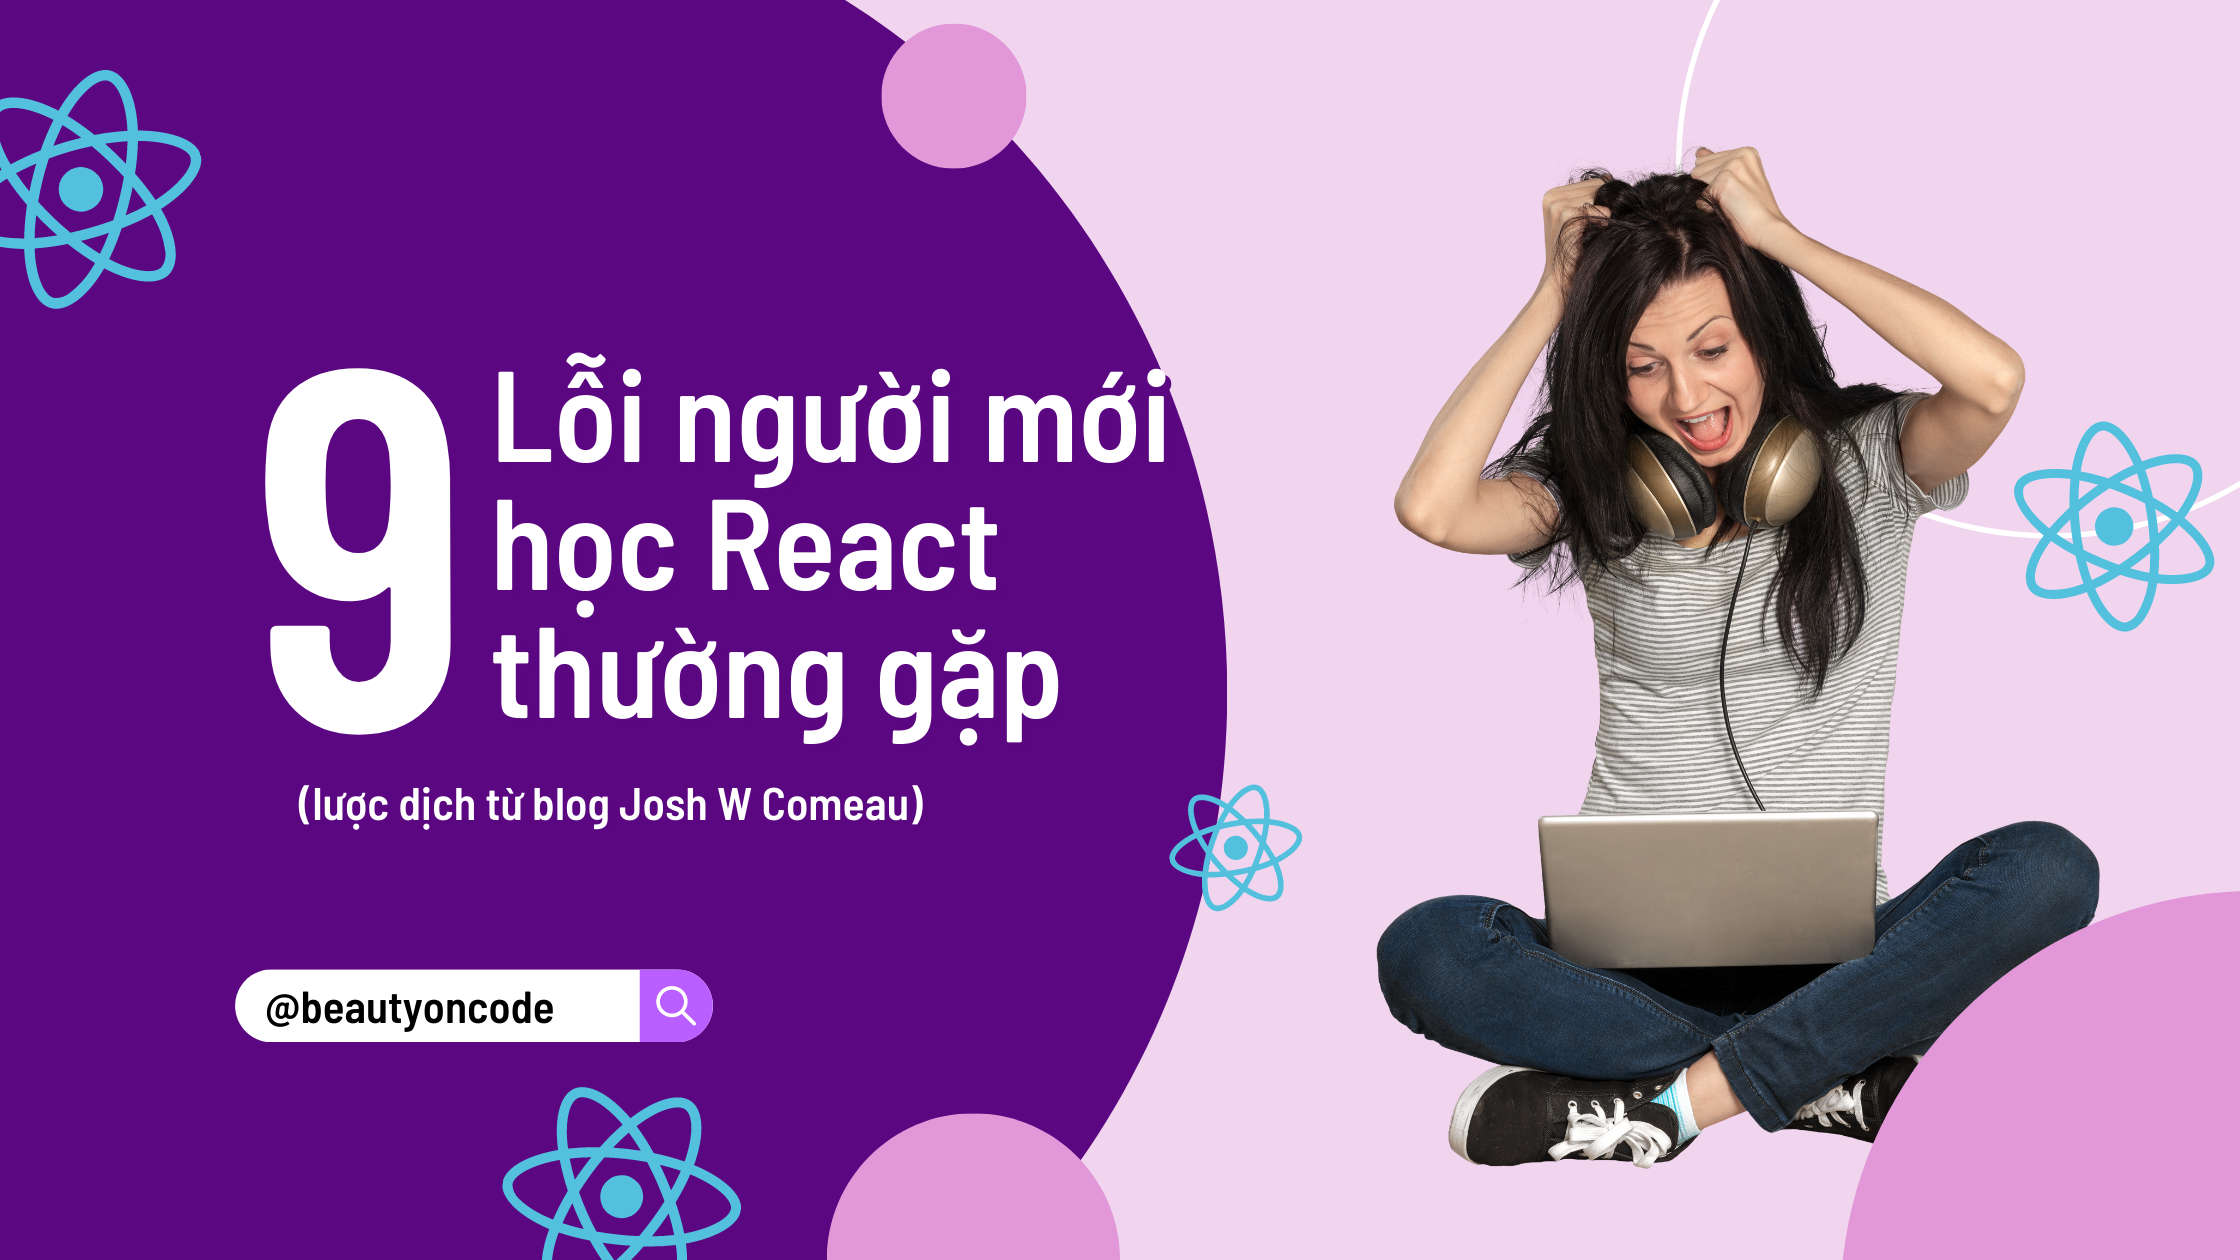 9
Lỗi người mới
học React
thường gặp
(lược dịch từ blog Josh W Comeau)
@beautyoncode